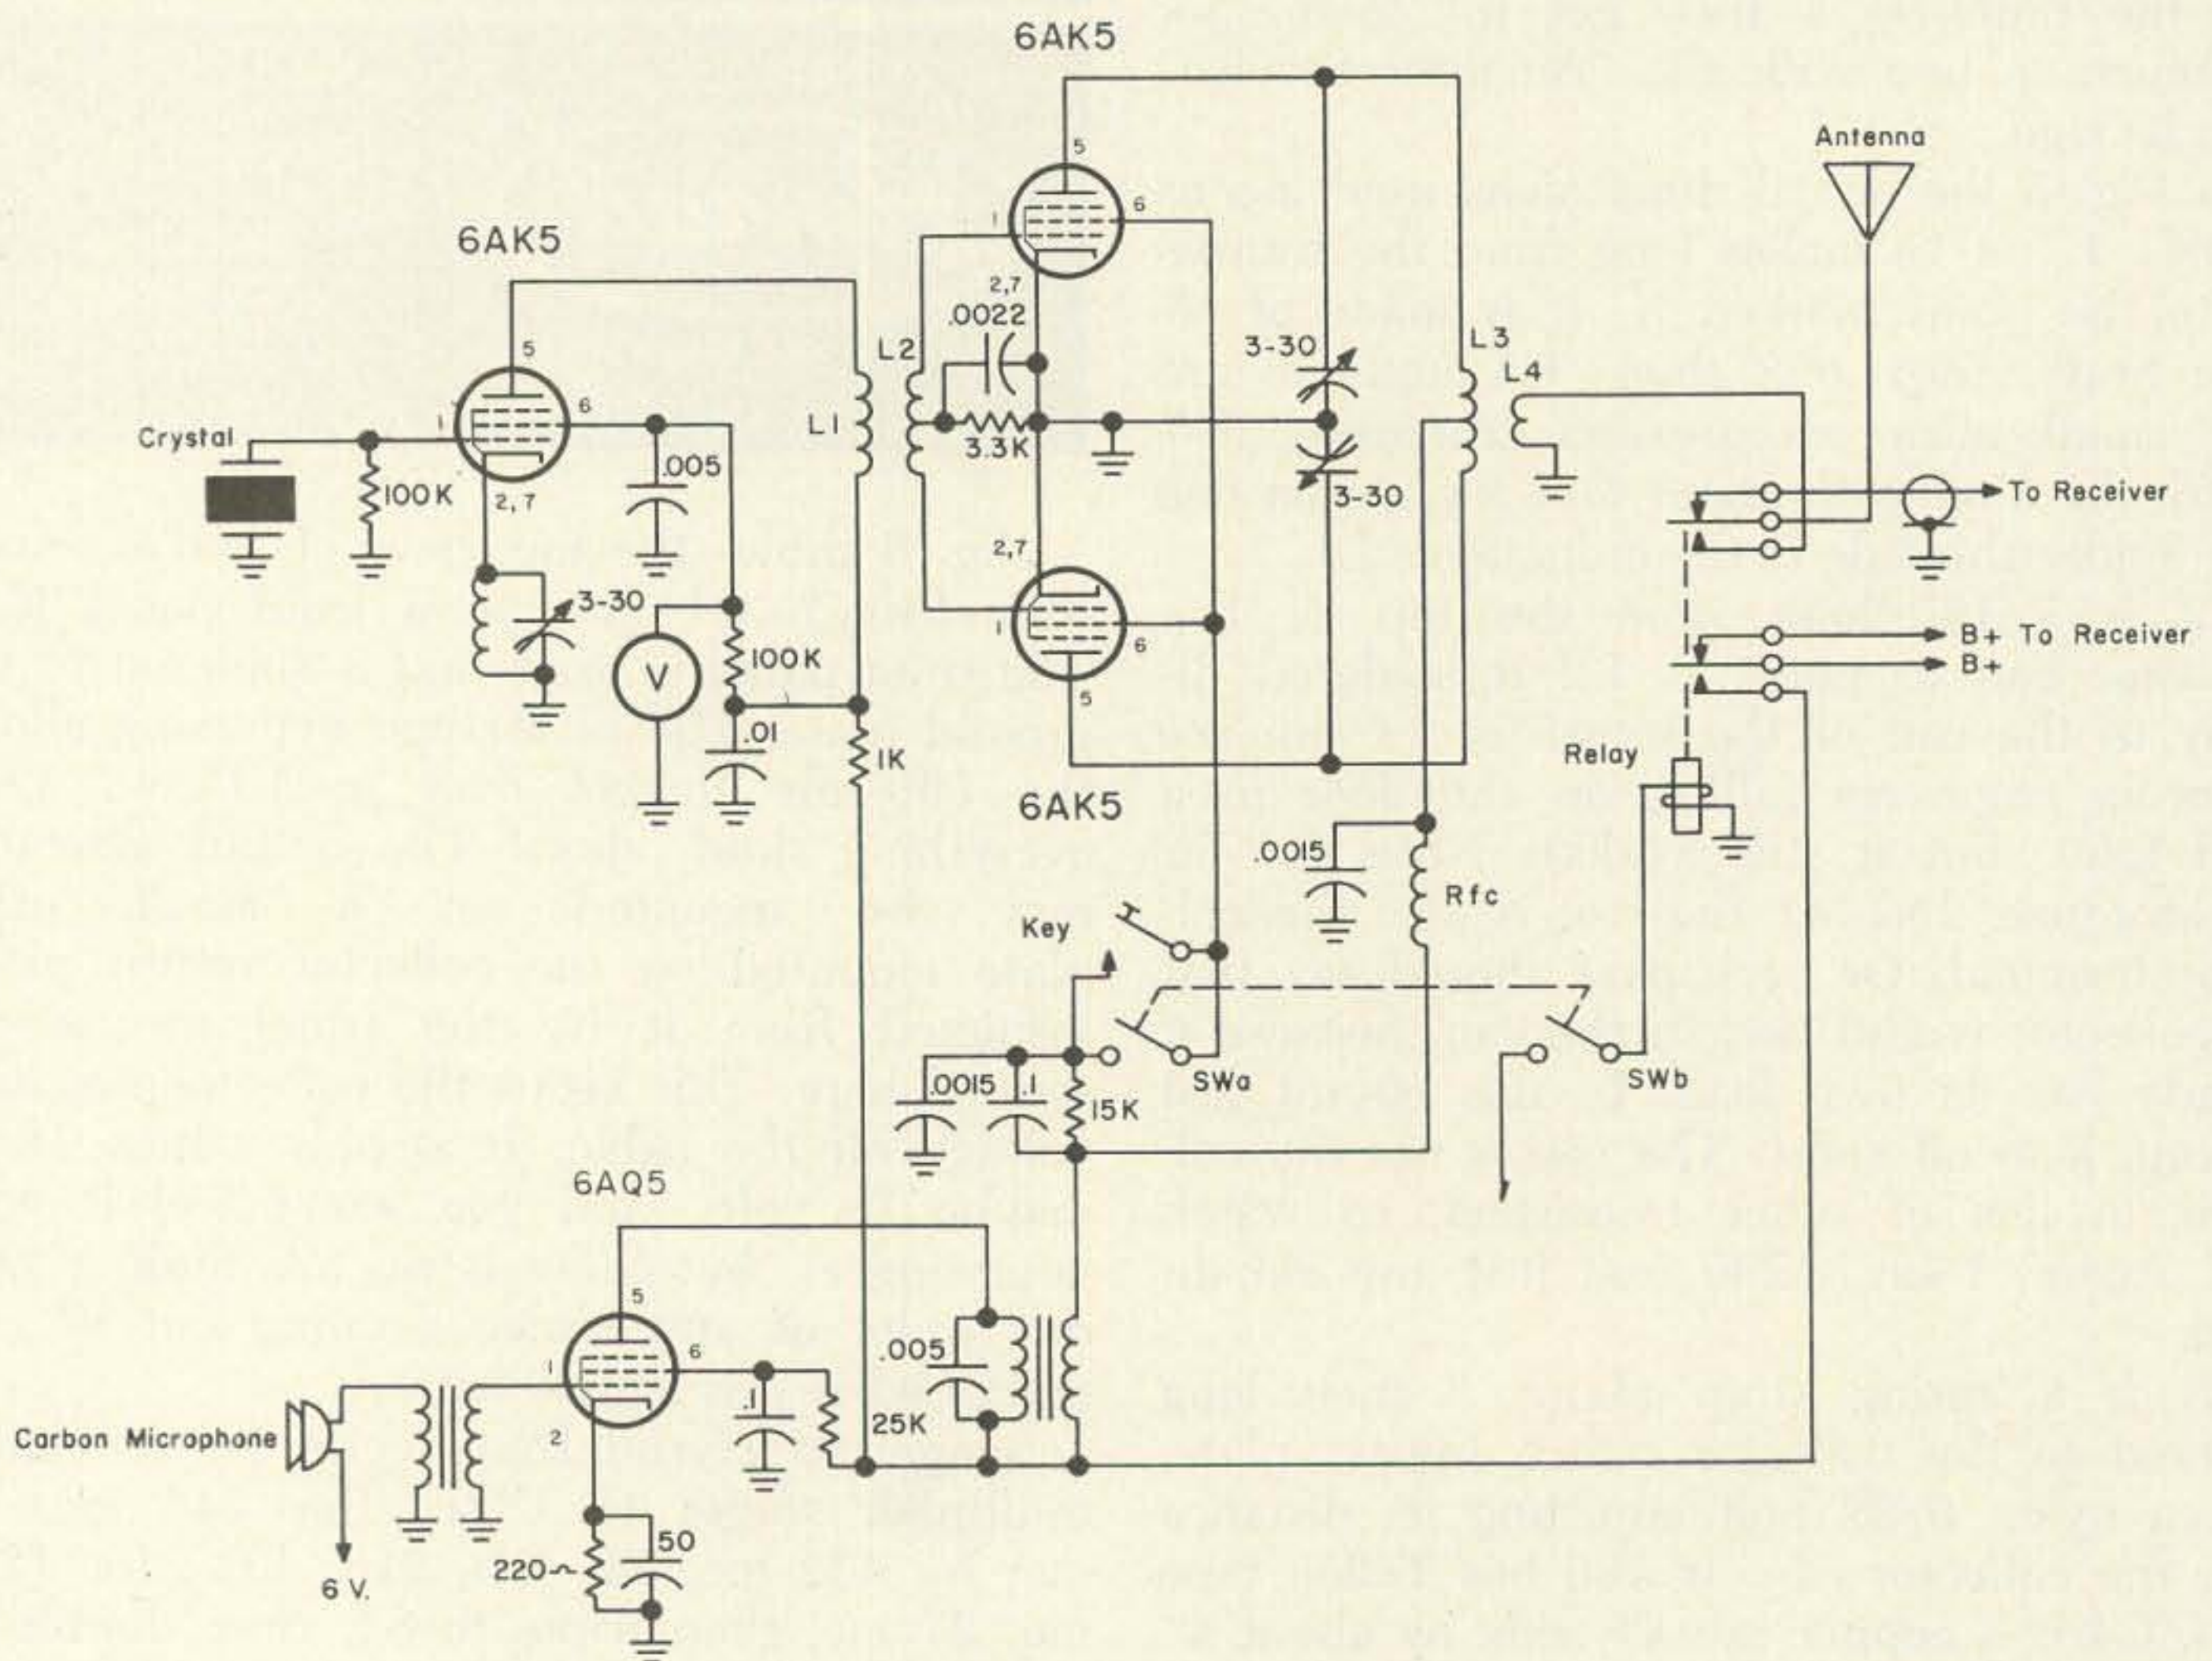 6AK5
Antenna
5
6AK5
1
6
2,7
.0022
L2
3-30
L3
L4
5
Crystal
1
6
L1
3.3K
.005
100K
2, 7
3-30
To Receiver
2,7
3-30
V
100K
1
6
B+ To Receiver
B+
5
.01
1K
Relay
6AK5
.0015
Rfc
Key
.0015
.1
15K
SWa
SWb
6AQ5
5
1
6
.005
.1
25K
Carbon Microphone
2
50
220~
6 V.